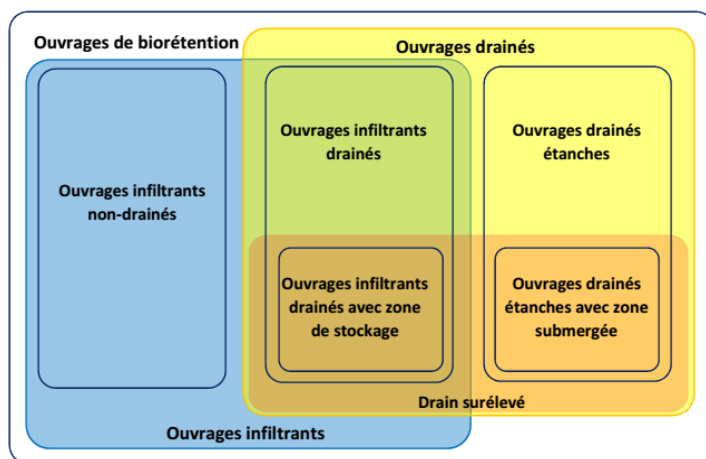 Ouvrages de biorétention
Ouvrages drainés
Ouvrages infiltrants
non-drainés
Ouvrages infiltrants
drainés
Ouvrages drainés
étanches
Ouvrages infiltrants
drainés avec zone
de stockage
Ouvrages drainés
étanches avec zone
submergée
Drain surélevé
Ouvrages infiltrants